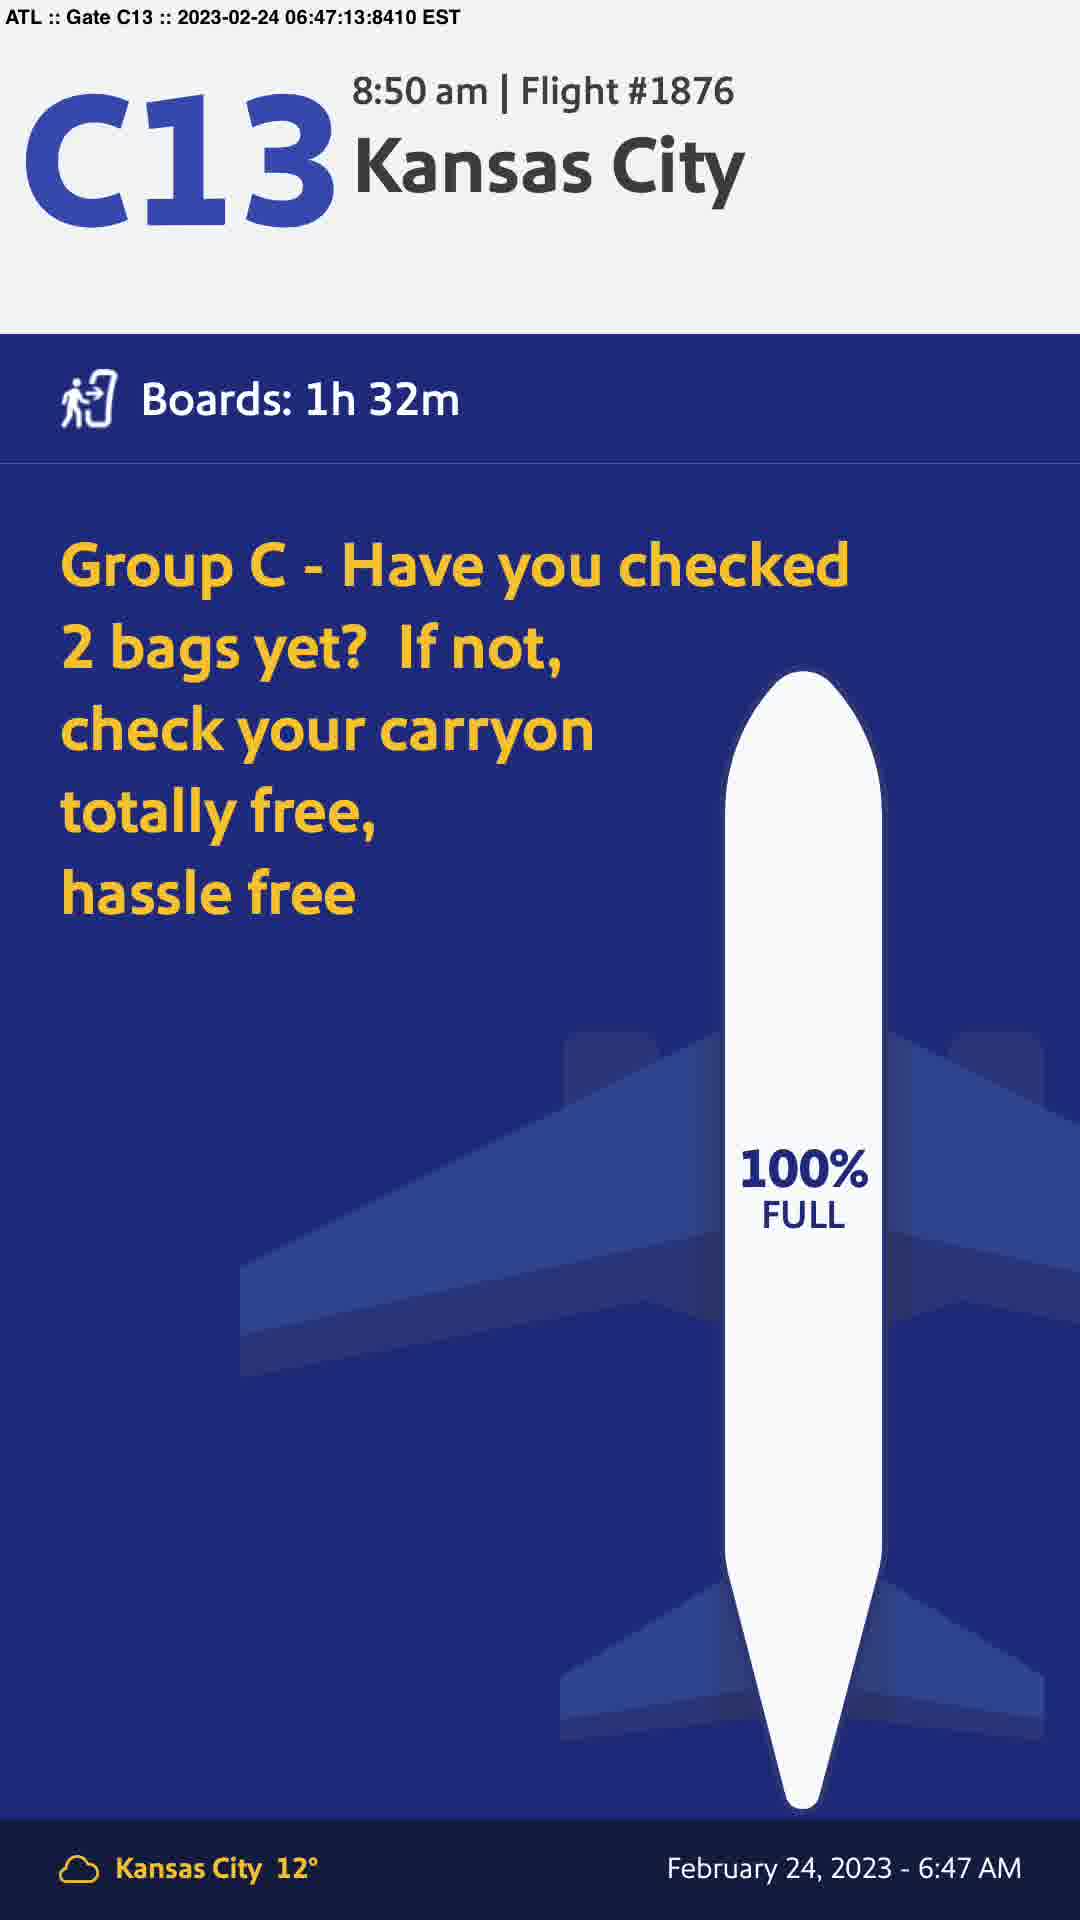 ATL :: Gate C13 :: 2023-02-24 06:47:13:8410 EST
C13
8:50 am | Flight #1876
Kansas City
Boards: 1h 32m
Group C - Have you checked
2 bags yet?  If not,
check your carryon
totally free,
hassle free
100%
FULL
Kansas City 12°
February 24, 2023 - 6:47 AM